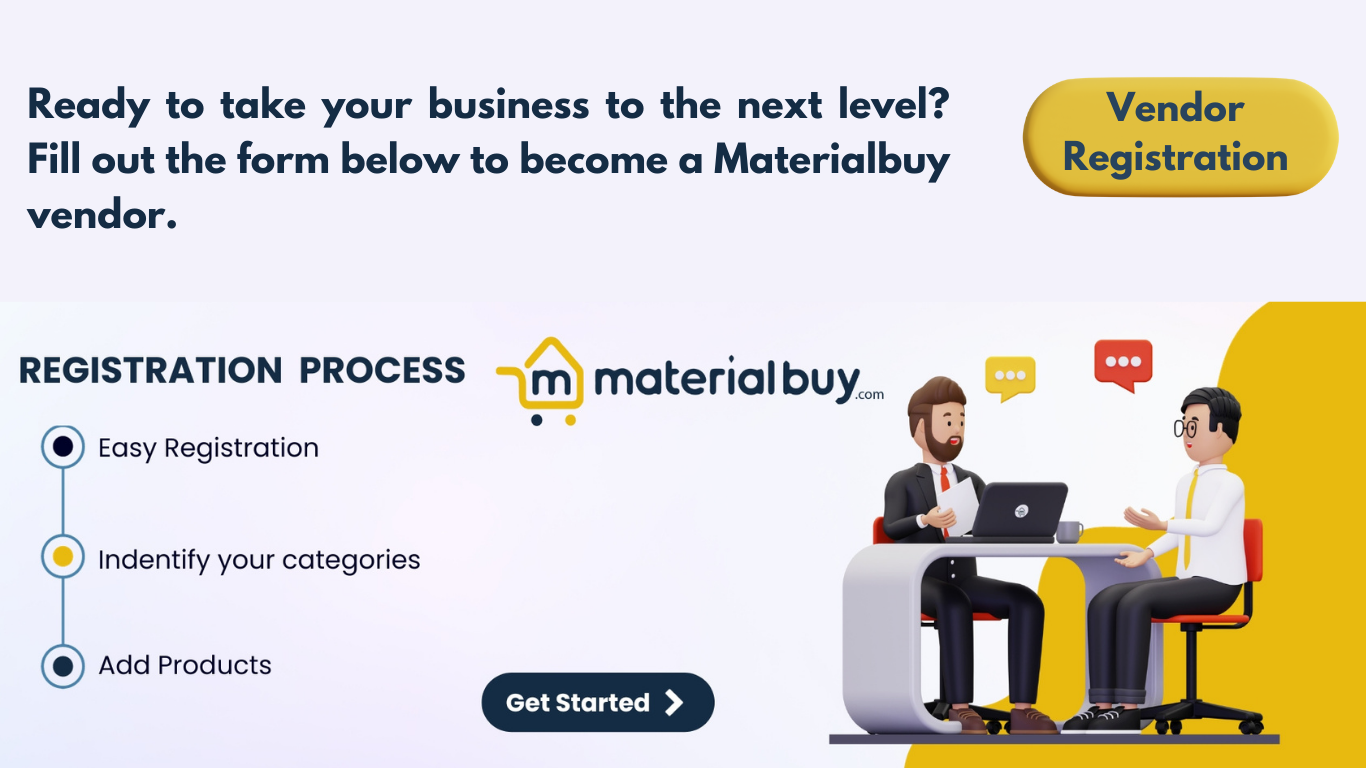 Ready to take your business to the next level?
Fill out the form below to become a Materialbuy
vendor.
Vendor
Registration
REGISTRATION PROCESS
m materialbuy.com
Easy Registration
Indentify your categories
Add Products
Get Started